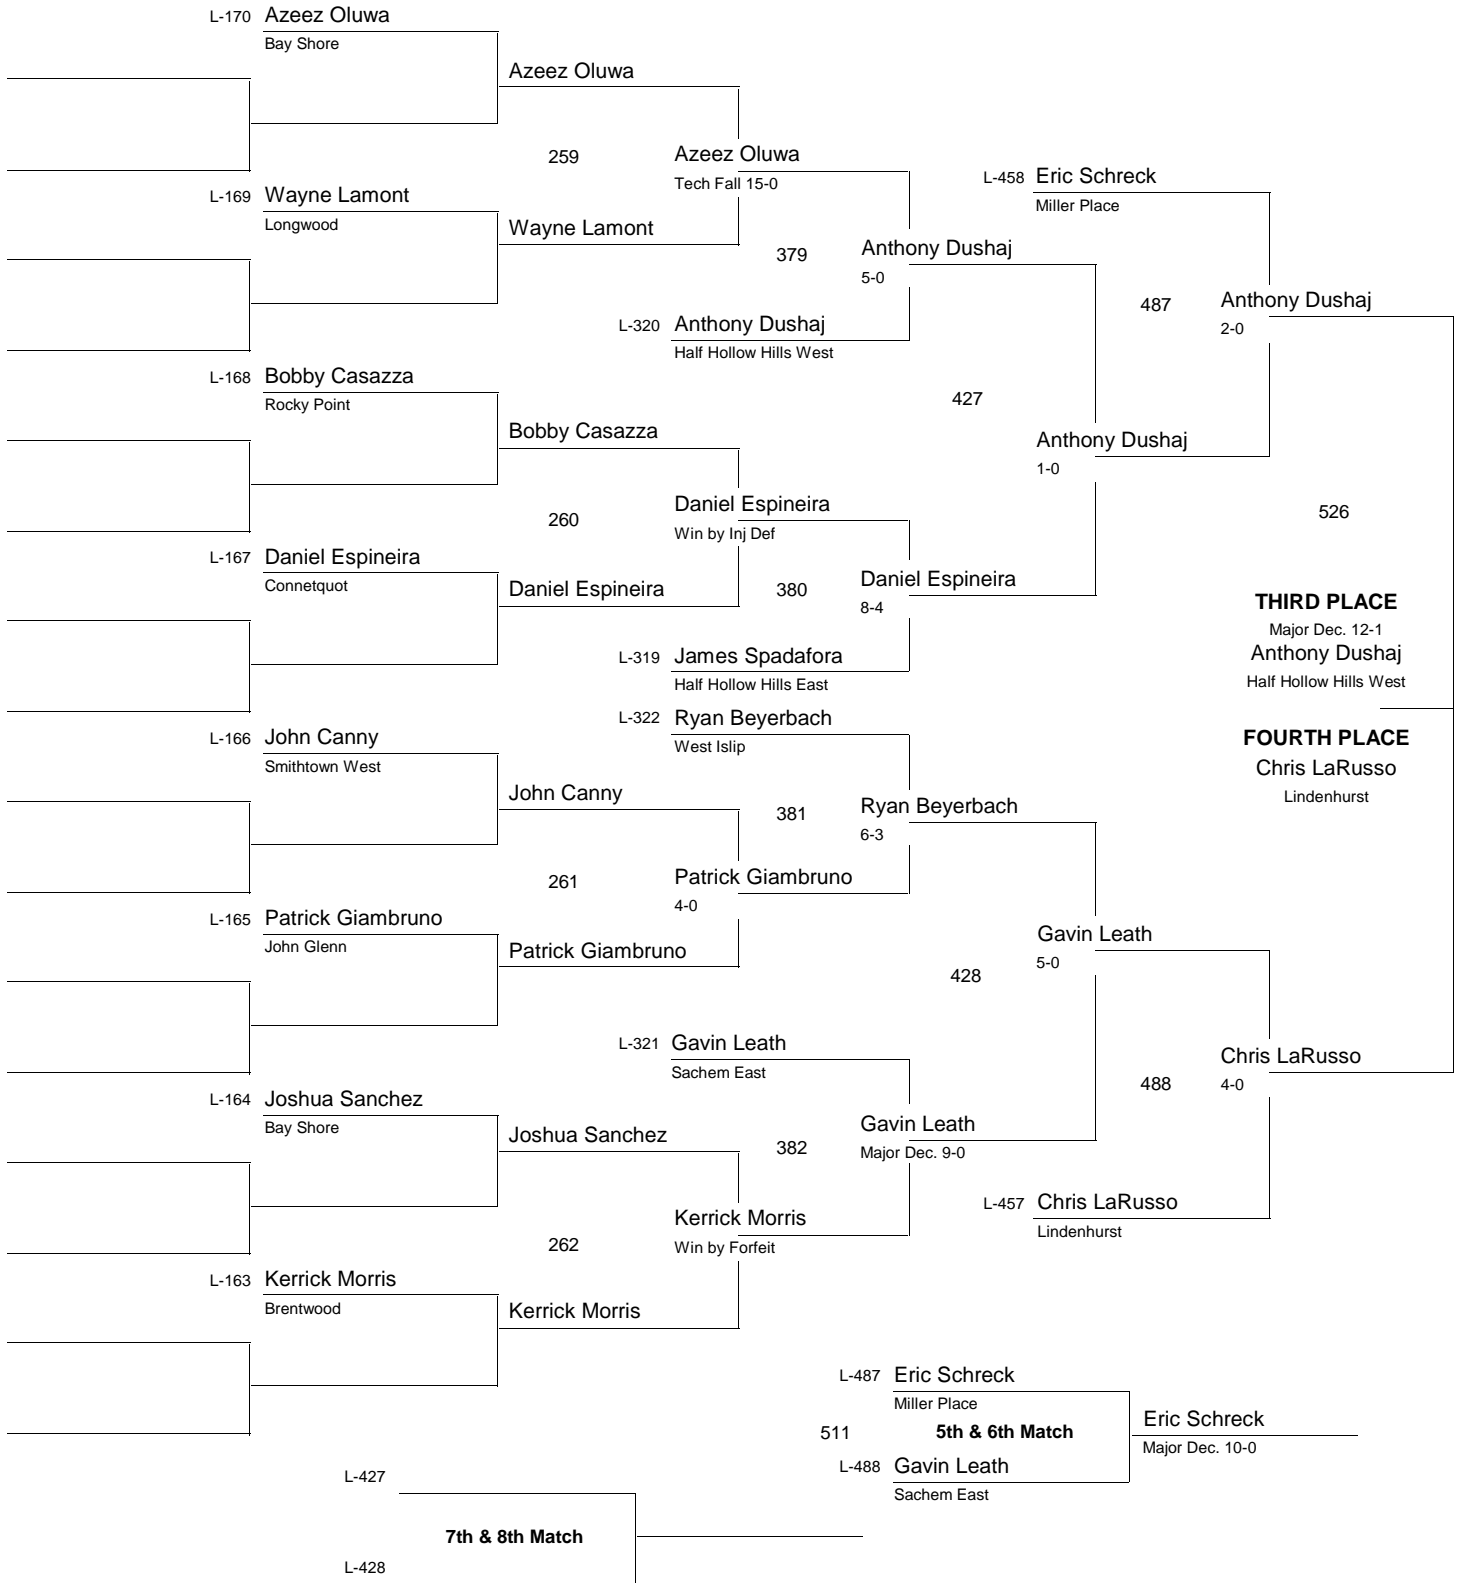 L-170 Azeez Oluwa
Bay Shore
Azeez Oluwa
259
Azeez Oluwa
Tech Fall 15-0
L-169 Wayne Lamont
Longwood
Wayne Lamont
379
Anthony Dushaj
5-0
L-320 Anthony Dushaj
Half Hollow Hills West
L-458 Eric Schreck
Miller Place
487
Anthony Dushaj
2-0
L-168 Bobby Casazza
Rocky Point
Bobby Casazza
427
Anthony Dushaj
1-0
260
Daniel Espineira
Win by Inj Def
526
L-167 Daniel Espineira
Connetquot
Daniel Espineira
380
Daniel Espineira
8-4
L-319 James Spadafora
Half Hollow Hills East
THIRD PLACE
Major Dec. 12-1
Anthony Dushaj
Half Hollow Hills West
FOURTH PLACE
Chris LaRusso
Lindenhurst
L-322 Ryan Beyerbach
West Islip
L-166 John Canny
Smithtown West
John Canny
381
Ryan Beyerbach
6-3
261
Patrick Giambruno
4-0
L-165 Patrick Giambruno
John Glenn
Patrick Giambruno
Gavin Leath
5-0
428
L-321 Gavin Leath
Sachem East
488
Chris LaRusso
4-0
L-164 Joshua Sanchez
Bay Shore
Joshua Sanchez
382
Gavin Leath
Major Dec. 9-0
L-457 Chris LaRusso
Lindenhurst
262
Kerrick Morris
Win by Forfeit
L-163 Kerrick Morris
Brentwood
Kerrick Morris
L-487 Eric Schreck
Miller Place
511 5th & 6th Match
Eric Schreck
Major Dec. 10-0
L-488 Gavin Leath
Sachem East
L-427
7th & 8th Match
L-428